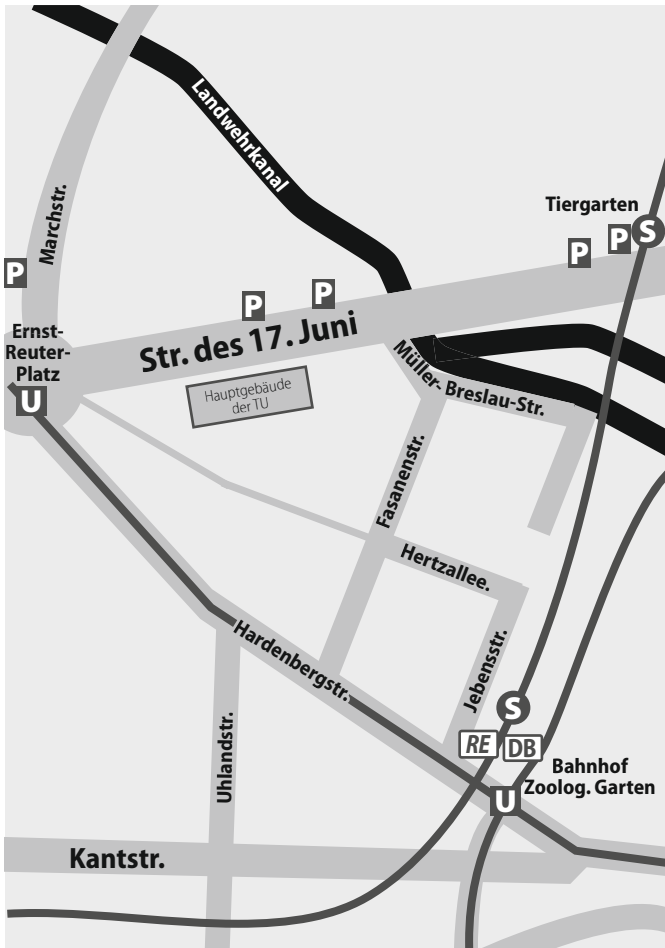 Landwehrkanal
Marchstr.
Tiergarten
S
P
P
P
P
P
Ernst-
Reuter-
Platz
U
Str. des 17. Juni
Müller- Breslau-Str.
Hauptgebäude
der TU
Fasanenstr.
Hertzallee.
Hardenbergstr.
Jebensstr.
S
RE
DB
Bahnhof
Zoolog. Garten
U
Uhlandstr.
Kantstr.